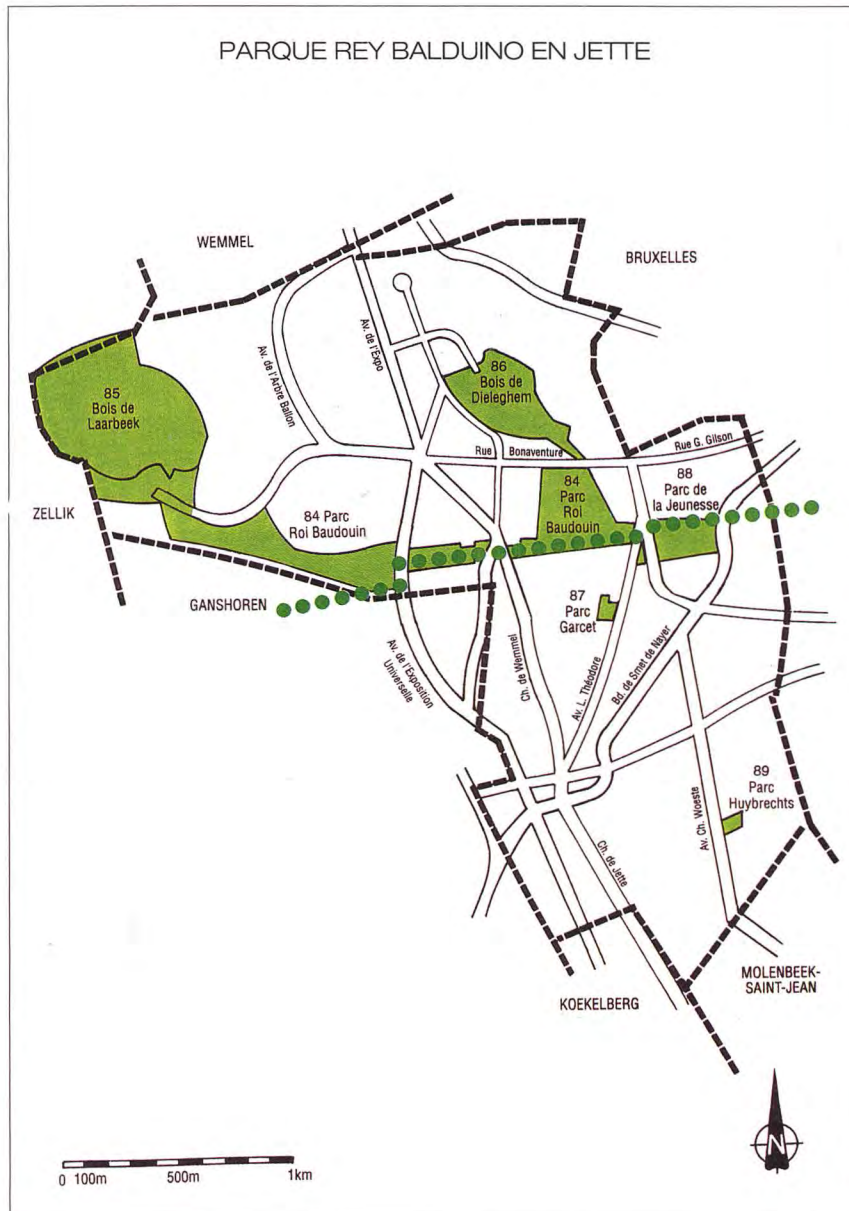 PARQUE REY BALDUINO EN JETTE
WEMMEL
BRUXELLES
Av. de l'Arbre Ballon
Av. de l'Expo
85
Bois de
Laarbeek
86
Bois de
Dieleghem
Rue Bonaventure
Rue G. Gilson
ZELLIK
84 Parc
Roi Baudouin
84
Parc
Roi
Baudouin
88
Parc de
la Jeunesse
GANSHOREN
87
Parc
Garcet
Av. de l'Exposition
Universelle
Ch. de Wemmel
Av. L. Théodore
Bd. de Smet de Nayer
89
Parc
Huybrechts
Av. Ch. Woeste
Ch. de Jette
KOEKELBERG
MOLENBEEK-
SAINT-JEAN
N
0 100m 500m 1km